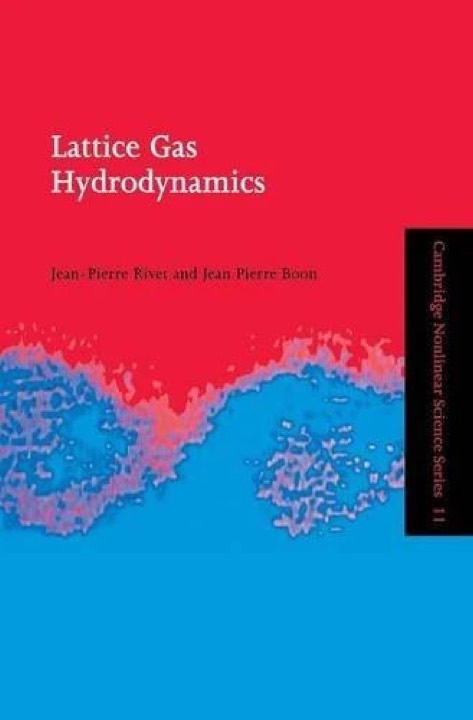 Lattice Gas
Hydrodynamics
Jean-Pierre Rivet and Jean Pierre Boon
Cambridge Nonlinear Science Series 11